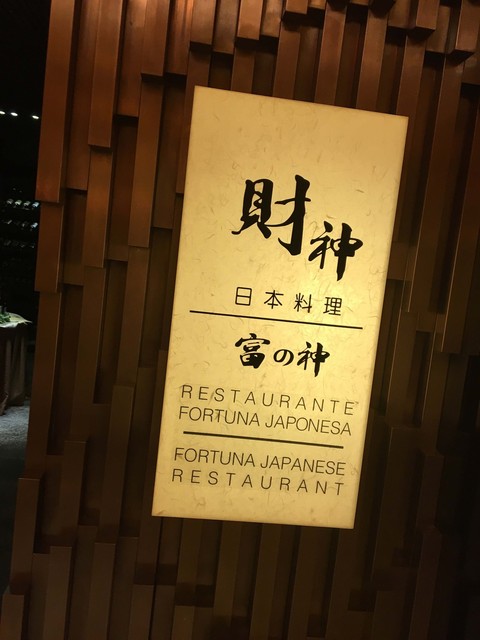 財神
日本料理
富の神
RESTAURANTE
FORTUNA JAPONESA
FORTUNA JAPANESE
RESTAURANT